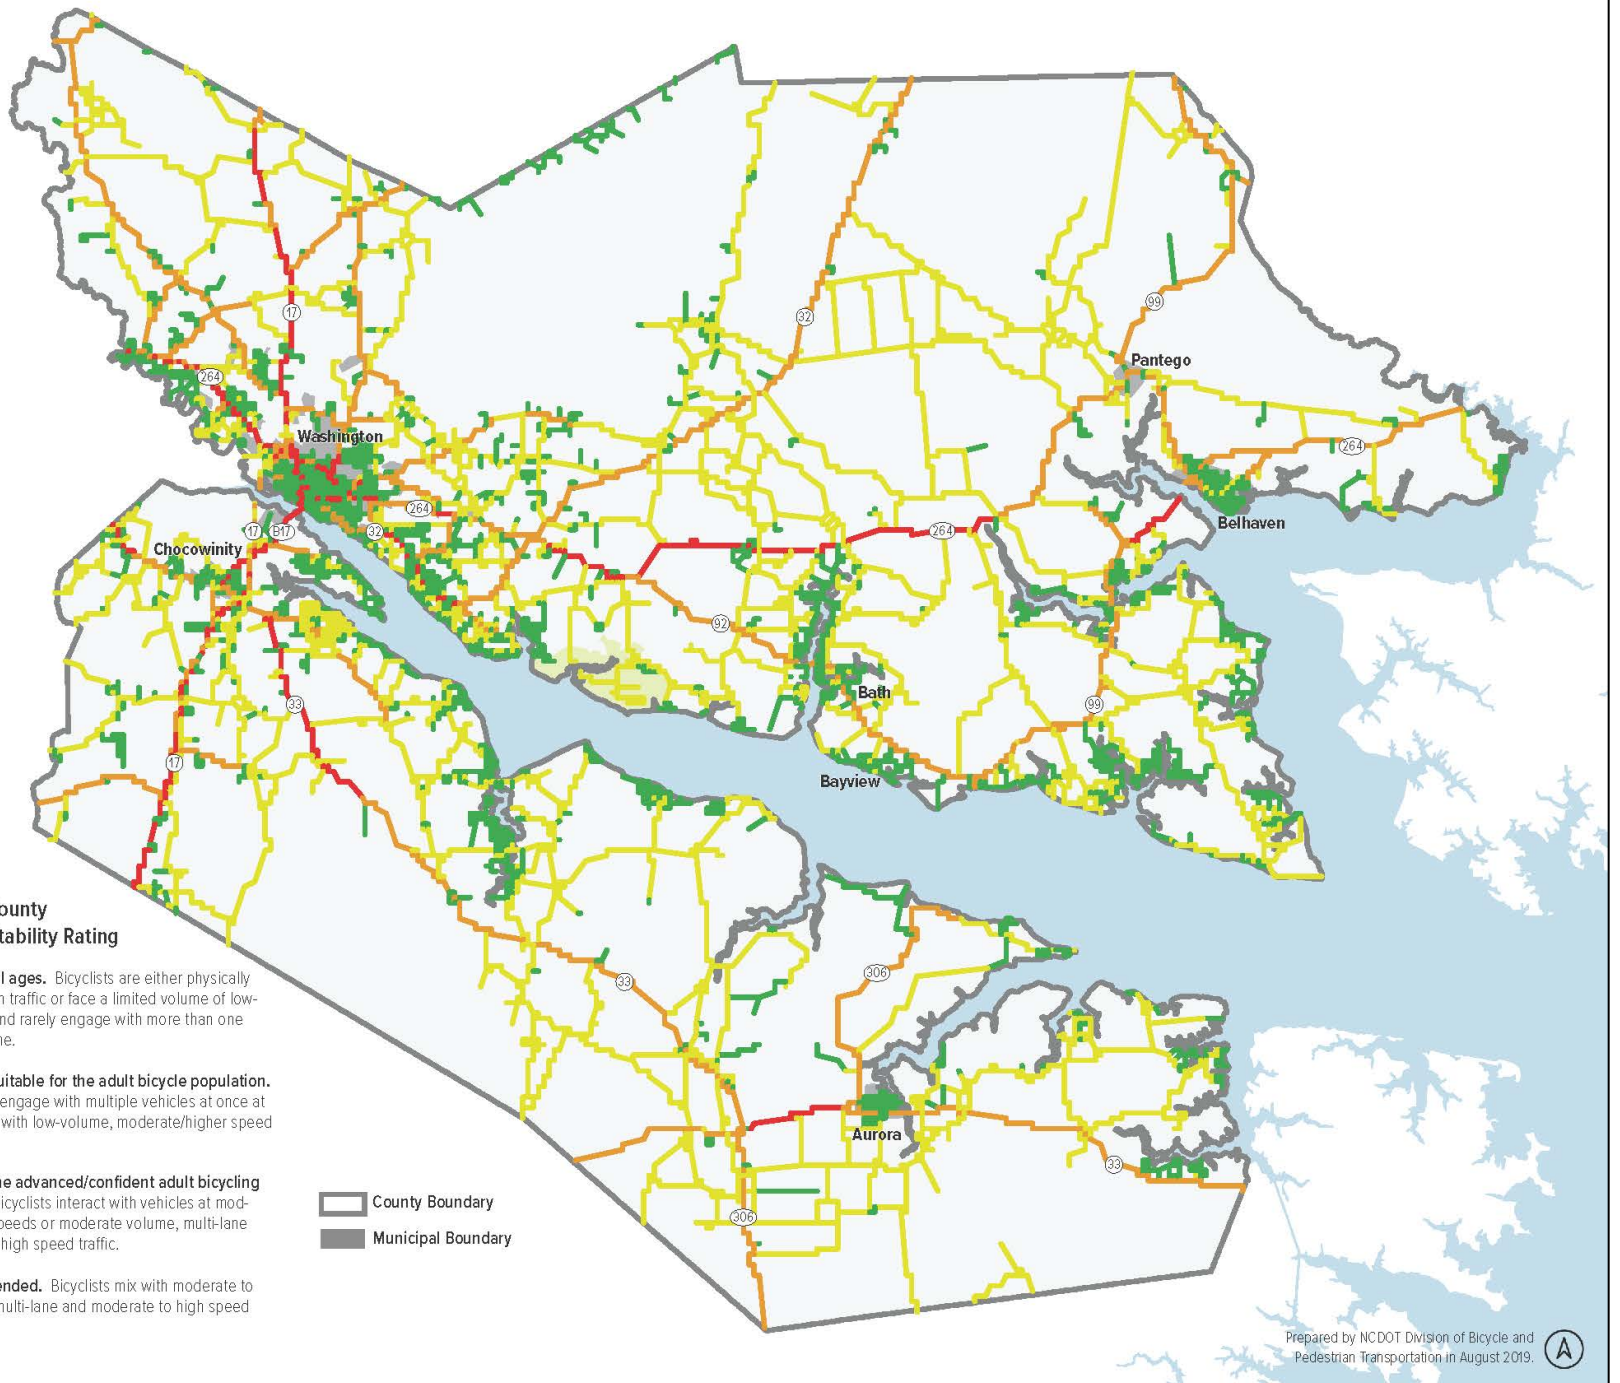 17
32
99
Pantego
264
Washington
264
264
Belhaven
17
B17
32
264
Chocowinity
92
Bath
33
99
17
Bayview
ounty
tability Rating
l ages. Bicyclists are either physically
n traffic or face a limited volume of low-
nd rarely engage with more than one
ne.
306
33
uitable for the adult bicycle population.
engage with multiple vehicles at once at
with low-volume, moderate/higher speed
Aurora
33
ne advanced/confident adult bicycling
icyclists interact with vehicles at mod-
peeds or moderate volume, multi-lane
high speed traffic.
306
County Boundary
Municipal Boundary
ended. Bicyclists mix with moderate to
nulti-lane and moderate to high speed
Prepared by NCDOT Division of Bicycle and
Pedestrian Transportation in August 2019.